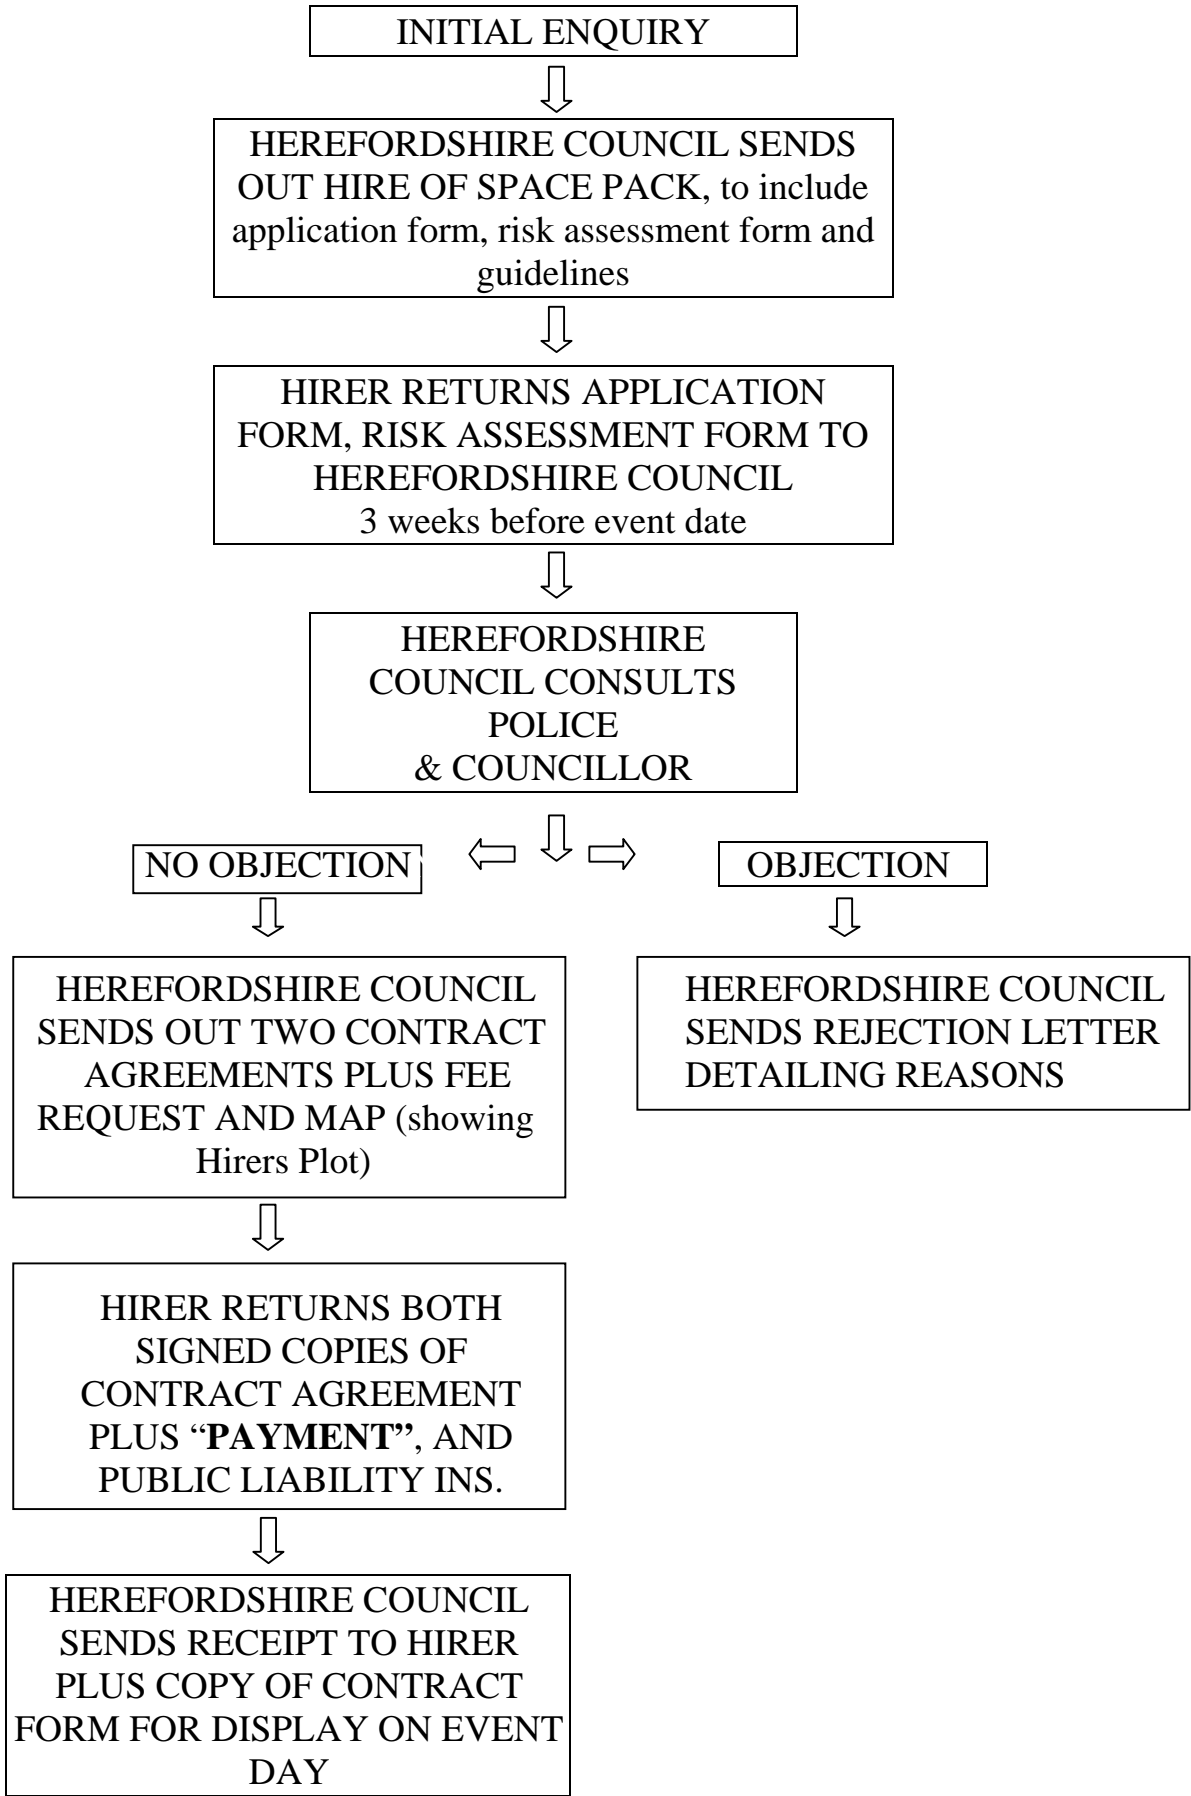 INITIAL ENQUIRY
HEREFORDSHIRE COUNCIL SENDS
OUT HIRE OF SPACE PACK, to include
application form, risk assessment form and
guidelines
HIRER RETURNS APPLICATION
FORM, RISK ASSESSMENT FORM TO
HEREFORDSHIRE COUNCIL
3 weeks before event date
HEREFORDSHIRE
COUNCIL CONSULTS
POLICE
& COUNCILLOR
NO OBJECTION
OBJECTION
HEREFORDSHIRE COUNCIL
SENDS OUT TWO CONTRACT
AGREEMENTS PLUS FEE
REQUEST AND MAP (showing
Hirers Plot)
HEREFORDSHIRE COUNCIL
SENDS REJECTION LETTER
DETAILING REASONS
HIRER RETURNS BOTH
SIGNED COPIES OF
CONTRACT AGREEMENT
PLUS “PAYMENT”, AND
PUBLIC LIABILITY INS.
HEREFORDSHIRE COUNCIL
SENDS RECEIPT TO HIRER
PLUS COPY OF CONTRACT
FORM FOR DISPLAY ON EVENT
DAY